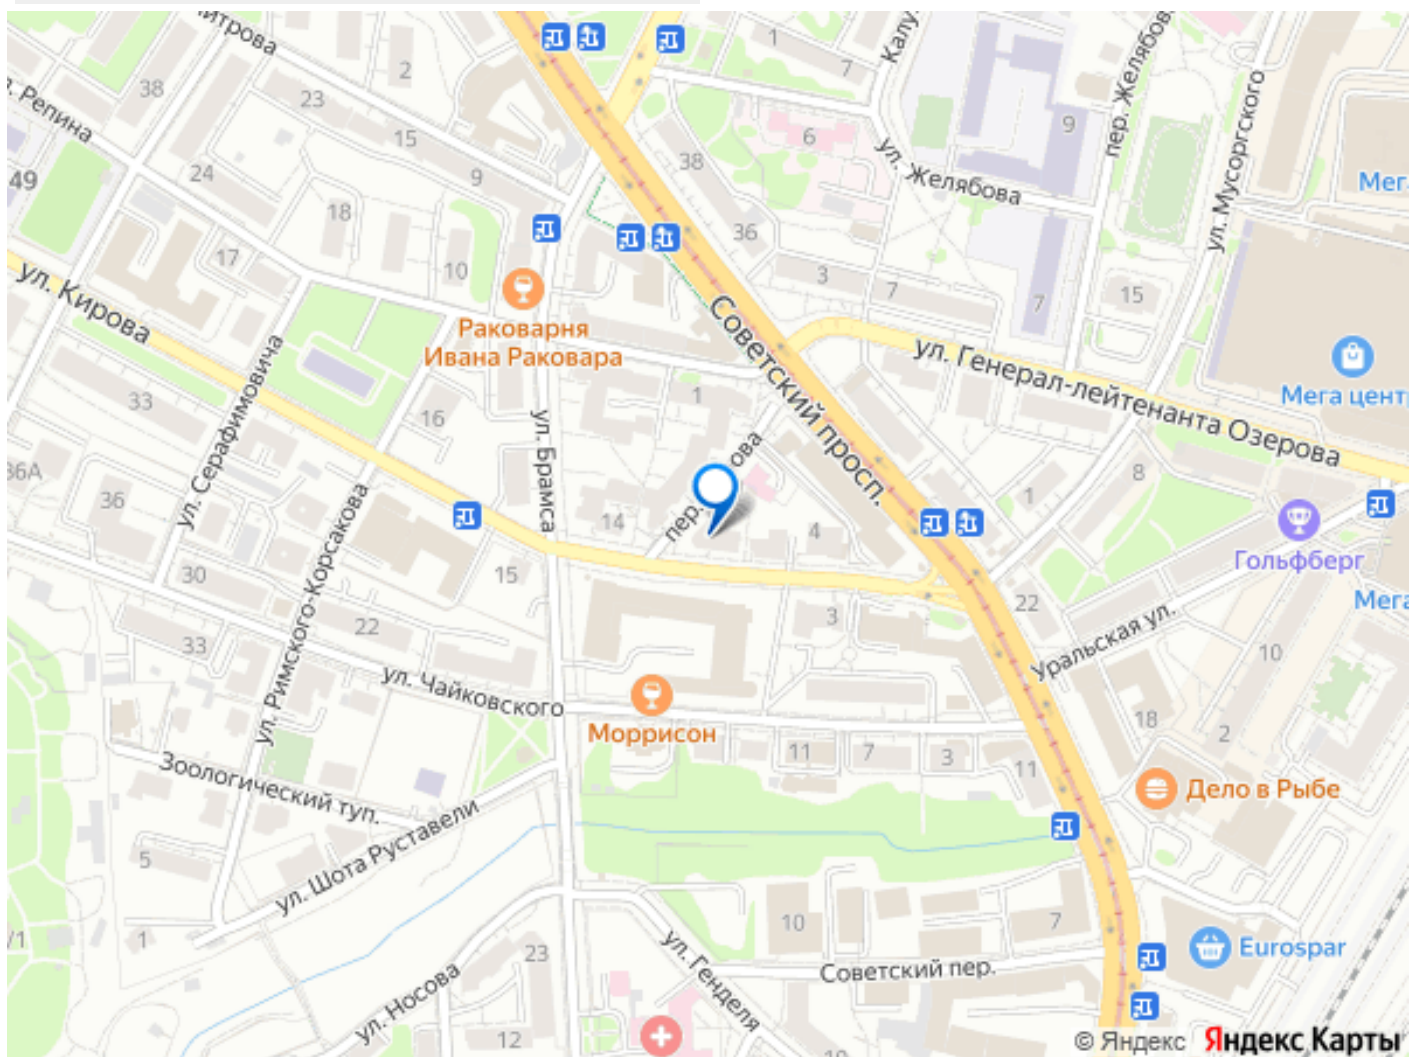 митрова
2
1
7
Калу
пер. Желябова
38
23
Репина
15
6
9
ул. Мусоргского
24
9
38
ул. Желябова
Мега
49
18
36
17
10
3
7
7
15
ул. Кирова
Раковарня
Ивана Раковара
Советский просп.
ул. Генерал-лейтенанта Озерова
Мега центр
33
ул. Серафимовича
16
1
ул. Брамса
пер.
ова
36А
36
8
1
14
4
Гольфберг
ул. Римского-Корсакова
30
15
22
3
Мега
22
33
Уральская ул.
10
ул. Чайковского
Моррисон
11
7
3
11
18
2
Зоологический туп.
Дело в Рыбе
5
ул. Шота Руставели
10
7
/1
1
23
ул. Генделя
Советский пер.
Eurospar
ул. Носова
12
10
© Яндекс Яндекс Карты